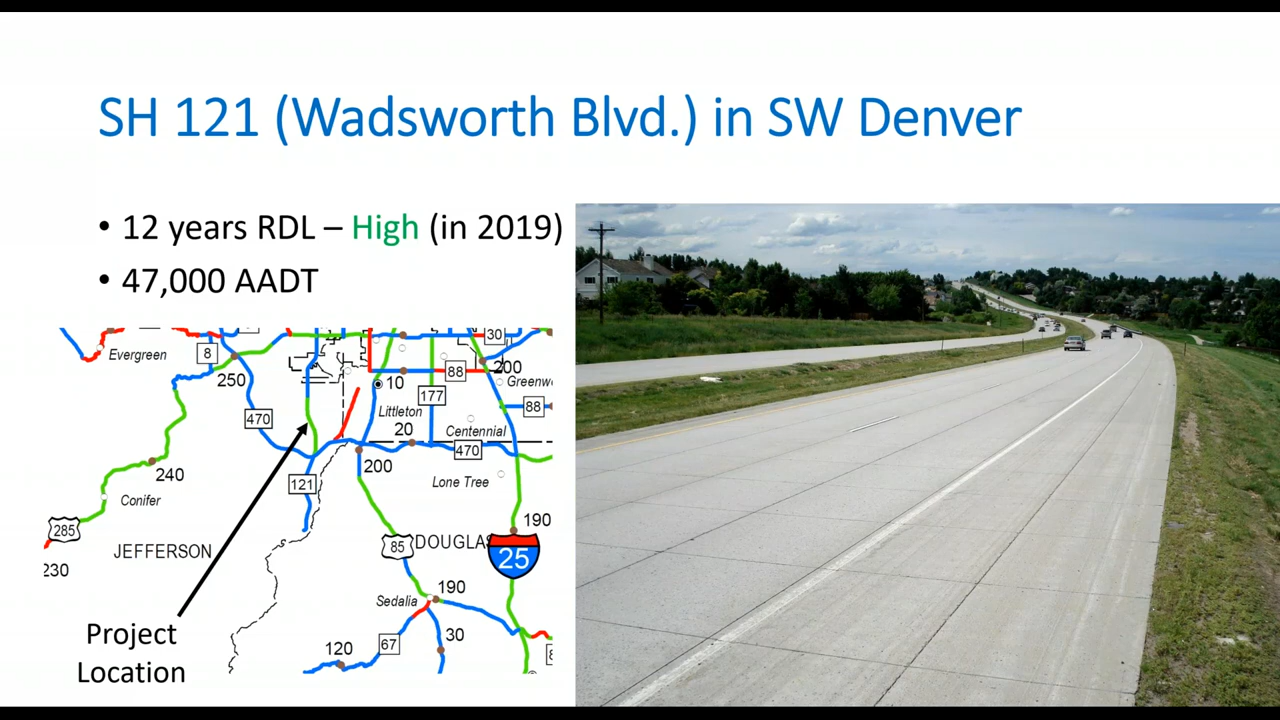 SH 121 (Wadsworth Blvd.) in SW Denver
• 12 years RDL – High (in 2019)
• 47,000 AADT
30
Evergreen
8
200
88
250
10
Greenw
177
470
Littleton
88
20
Centennial
470
240
200
121
Lone Tree
Conifer
285
190
JEFFERSON
85
DOUGLAS
25
230
190
Sedalia
30
Project
Location
67
120